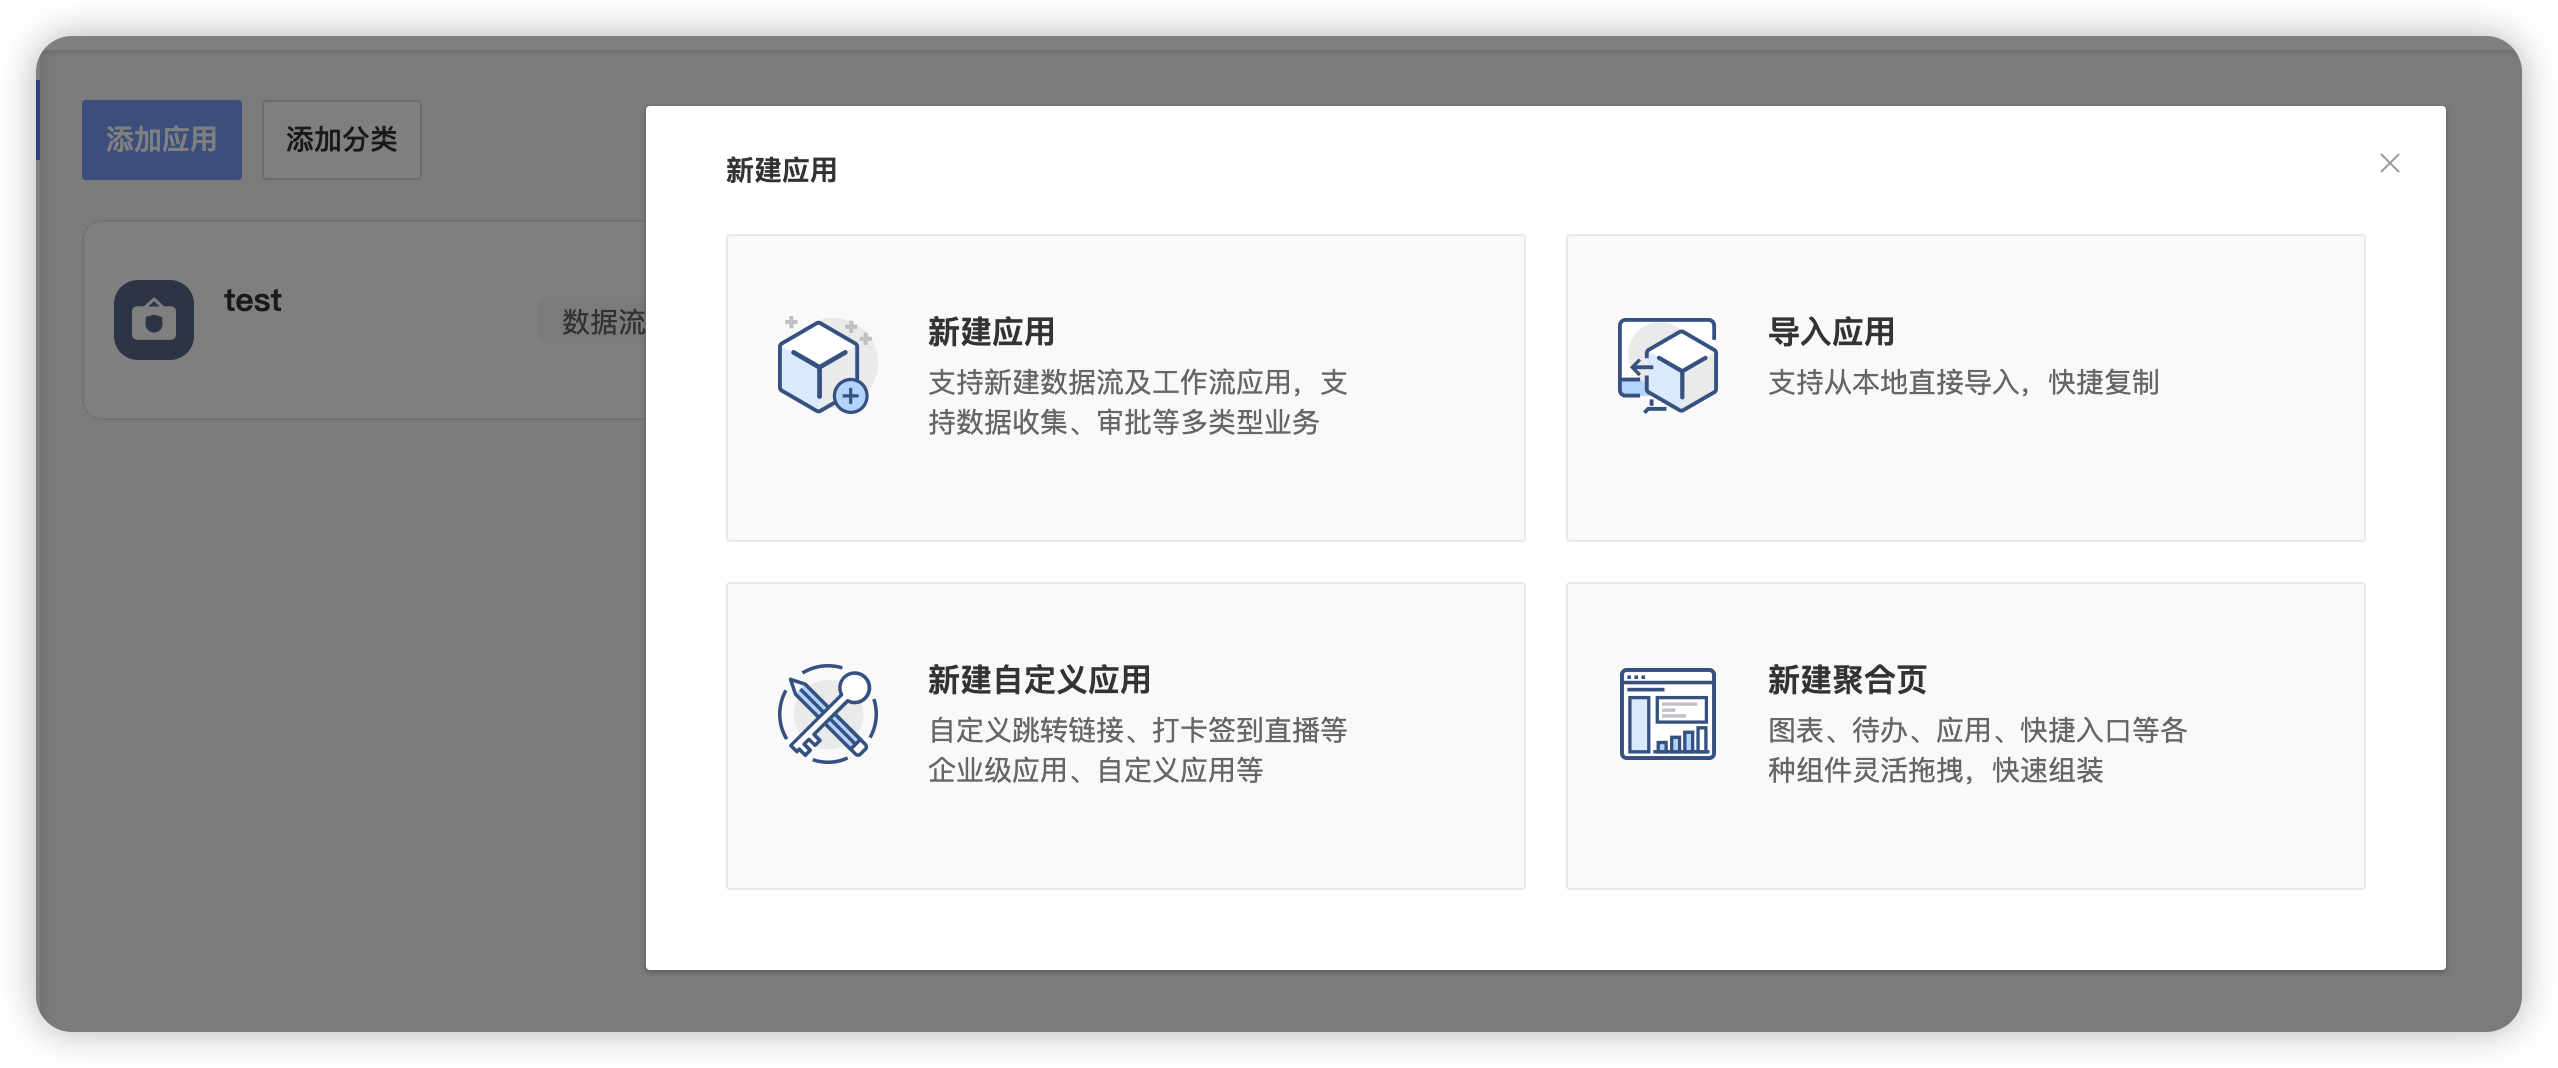 添加应用
添加分类
test
数据流
新建应用
新建应用
支持新建数据流及工作流应用，支
持数据收集、审批等多类型业务
导入应用
支持从本地直接导入，快捷复制
新建自定义应用
自定义跳转链接、打卡签到直播等
企业级应用、自定义应用等
新建聚合页
图表、待办、应用、快捷入口等各
种组件灵活拖拽，快速组装